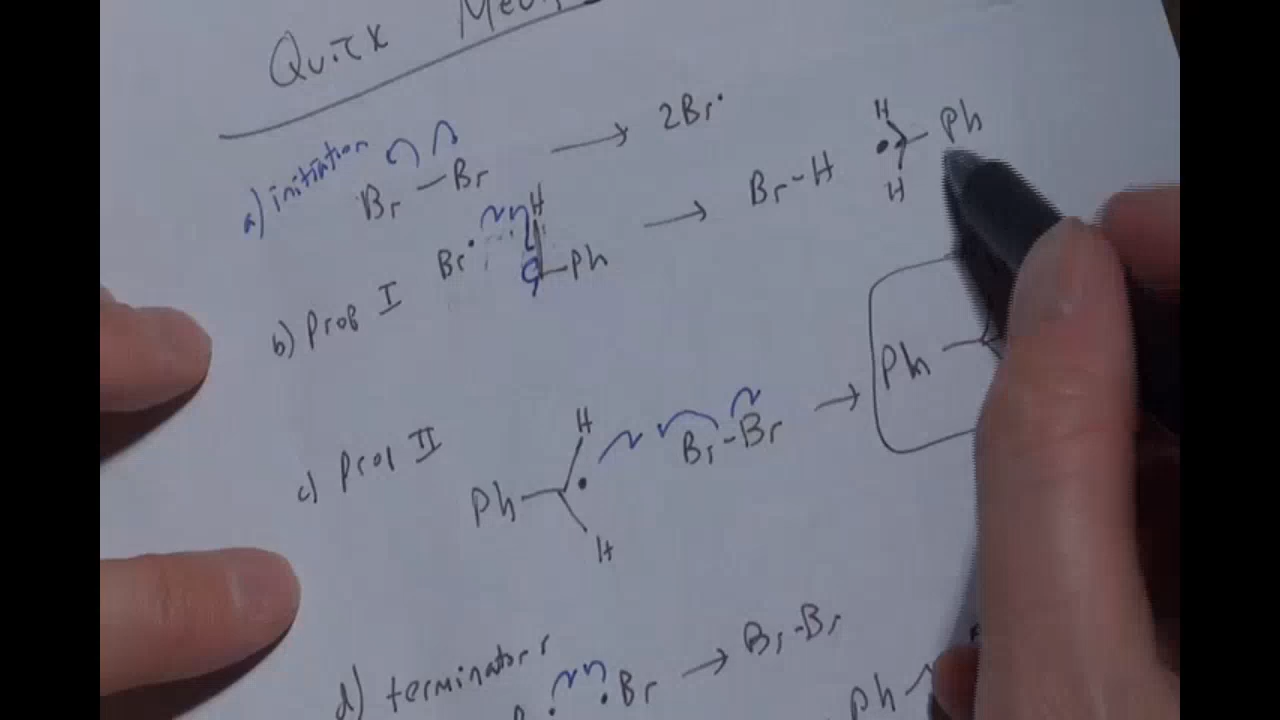 Quick
a) initiation Br-Br → 2Br•
b) prop I Br• H Ph → Br-H H • Ph H
c) prop II Ph H • H Br-Br → Ph
d) terminators •Br → Br-Br
Ph